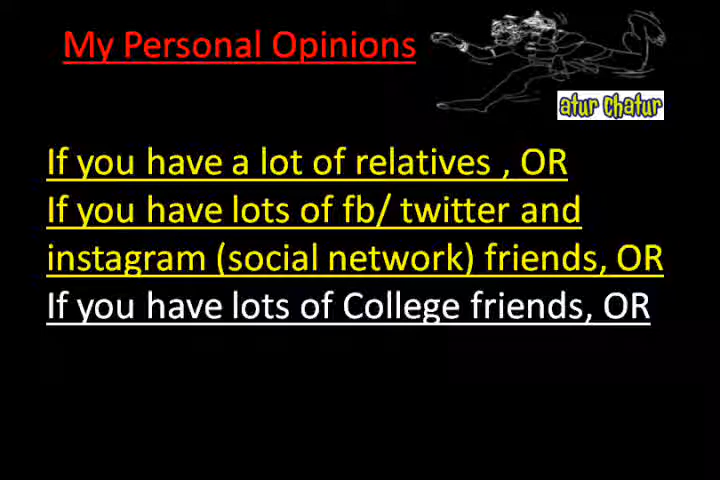 My Personal Opinions
atur chatur
If you have a lot of relatives , OR
If you have lots of fb/ twitter and
instagram (social network) friends, OR
If you have lots of College friends, OR